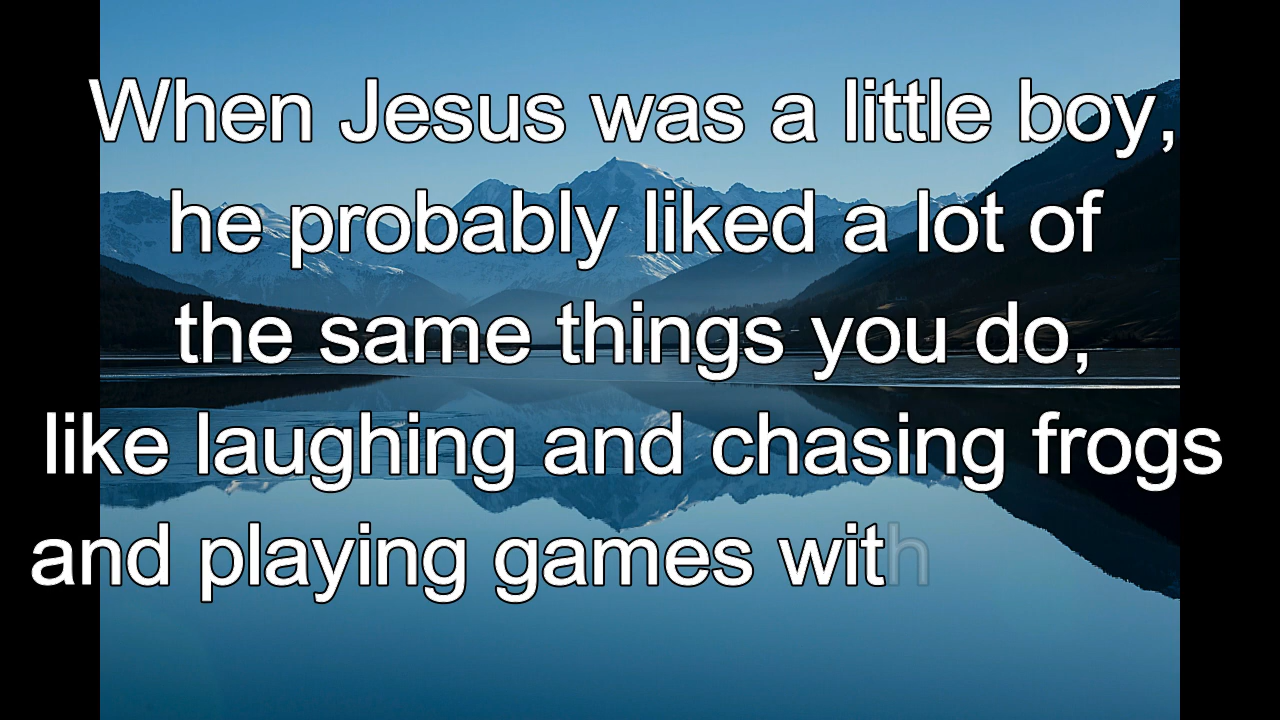 When Jesus was a little boy,
he probably liked a lot of
the same things you do,
like laughing and chasing frogs
and playing games with